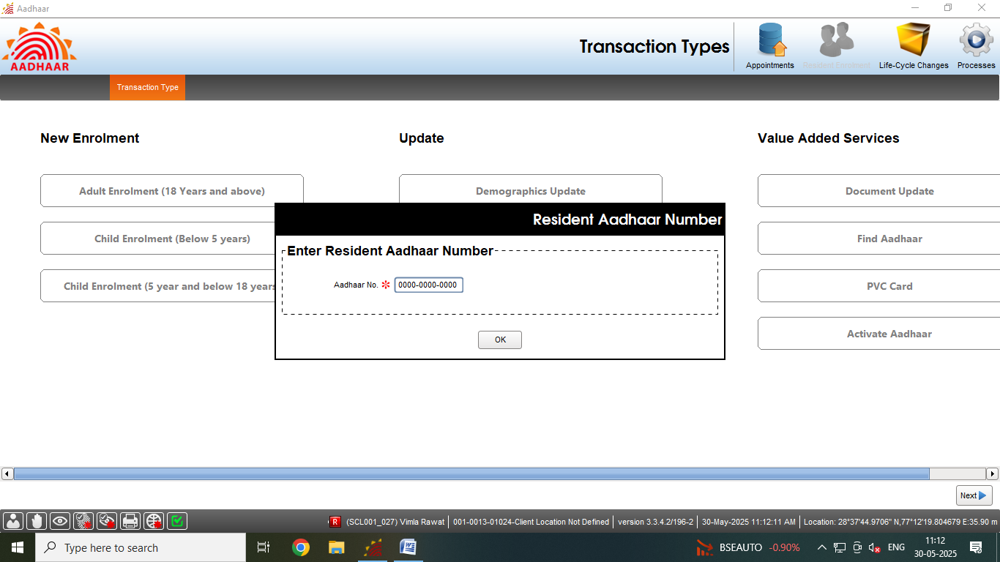 Aadhaar
AADHAAR
Transaction Types
Appointments
Resident Enrolment
Life-Cycle Changes
Processes
Transaction Type
New Enrolment
Update
Value Added Services
Adult Enrolment (18 Years and above)
Demographics Update
Document Update
Child Enrolment (Below 5 years)
Find Aadhaar
Child Enrolment (5 year and below 18 years
PVC Card
Activate Aadhaar
Resident Aadhaar Number
Enter Resident Aadhaar Number
Aadhaar No. * 0000-0000-0000
OK
Next
R (SCL001_027) Vimla Rawat 001-0013-01024-Client Location Not Defined version 3.3.4.2/196-2 30-May-2025 11:12:11 AM Location: 28°37'44.9706" N,77°12'19.804679 E:35.90 m
Type here to search
BSEAUTO -0.90%
ENG
11:12
30-05-2025